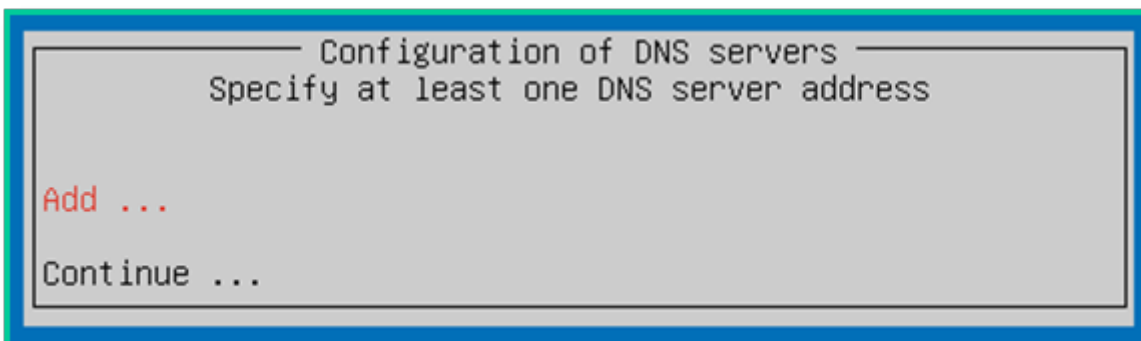 Configuration of DNS servers
Specify at least one DNS server address
Add ...
Continue ...